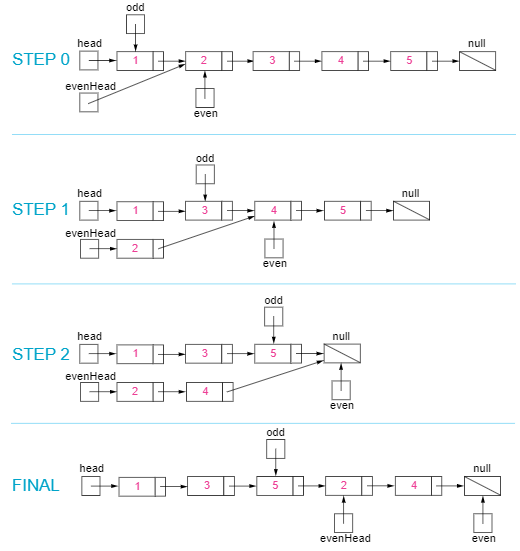 odd
head null
STEP 0 1 2 3 4 5
evenHead
even
odd
head null
STEP 1 1 3 4 5
evenHead
2
even
odd
head null
STEP 2 1 3 5
evenHead
2 4
even
odd
head null
FINAL 1 3 5 2 4
evenHead even